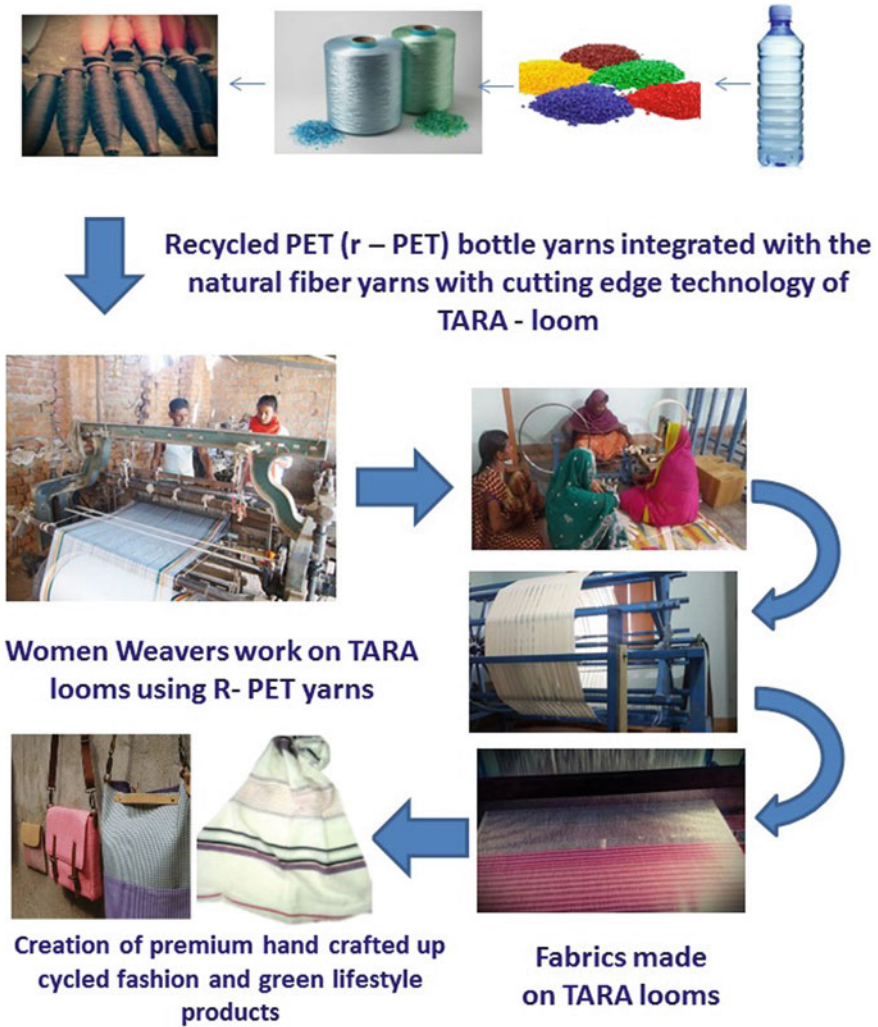 Recycled PET (r – PET) bottle yarns integrated with the
natural fiber yarns with cutting edge technology of
TARA - loom
Women Weavers work on TARA
looms using R- PET yarns
Creation of premium hand crafted up
cycled fashion and green lifestyle
products
Fabrics made
on TARA looms